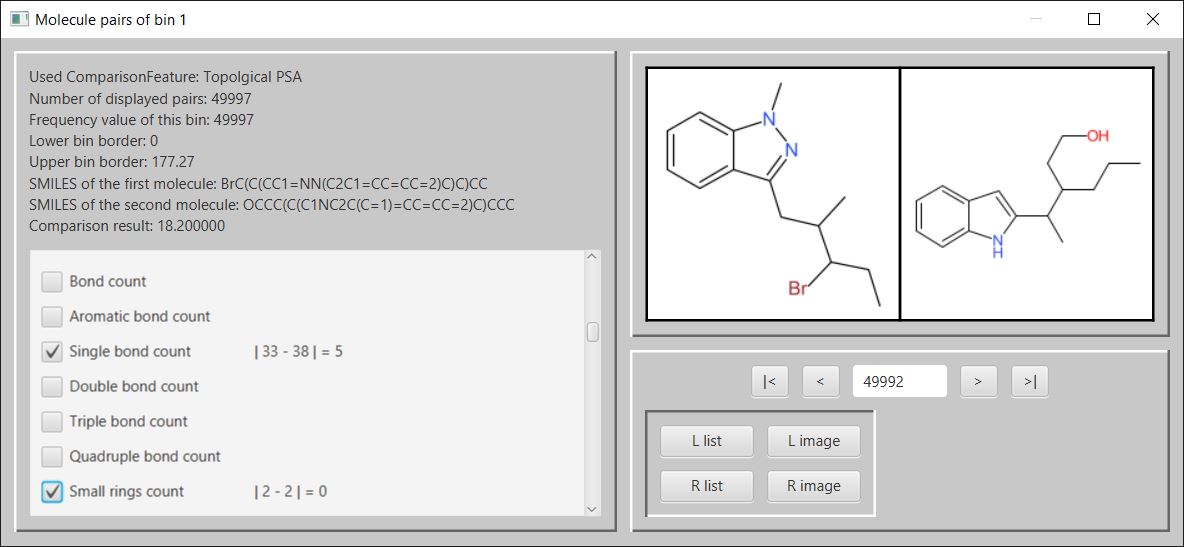 Molecule pairs of bin 1
Used ComparisonFeature: Topolgical PSA
Number of displayed pairs: 49997
Frequency value of this bin: 49997
Lower bin border: 0
Upper bin border: 177.27
SMILES of the first molecule: BrC(C(CC1=NN(C2C1=CC=CC=2)C)C)CC
SMILES of the second molecule: OCCC(C(C1NC2C(C=1)=CC=CC=2)C)CCC
Comparison result: 18.200000
Bond count
Aromatic bond count
Single bond count | 33 - 38 | = 5
Double bond count
Triple bond count
Quadruple bond count
Small rings count | 2 - 2 | = 0
N
N
Br
OH
N
H
|< < 49992 > >|
L list L image
R list R image